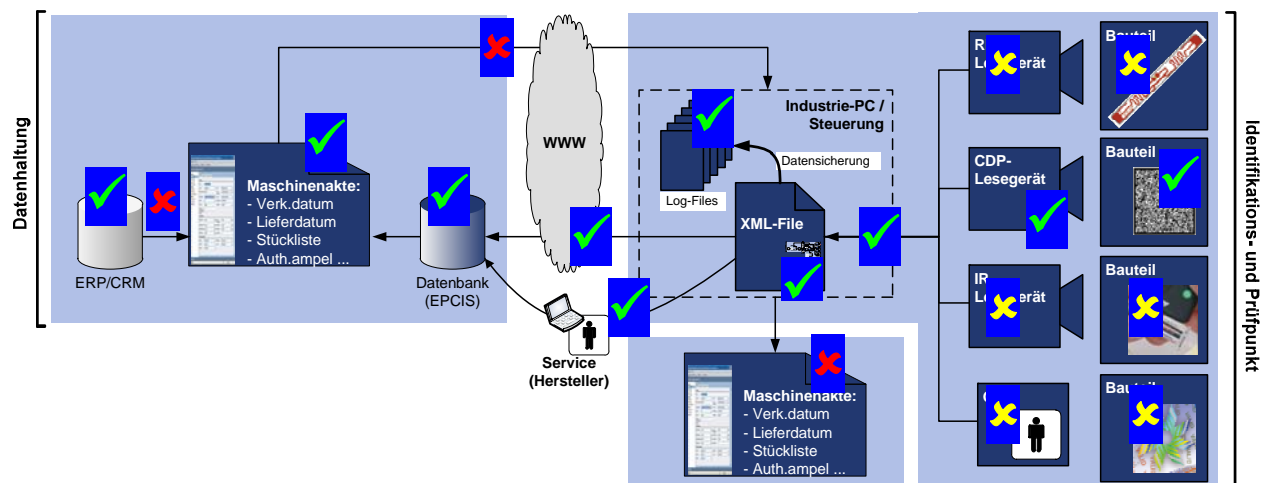 Datenhaltung
ERP/CRM
Maschinenakte:
- Verk.datum
- Lieferdatum
- Stückliste
- Auth.ampel ...
Datenbank
(EPCIS)
WWW
Service
(Hersteller)
Industrie-PC /
Steuerung
Datensicherung
Log-Files
XML-File
Maschinenakte:
- Verk.datum
- Lieferdatum
- Stückliste
- Auth.ampel ...
Bauteil
CDP-
Lesegerät
Bauteil
IR
Bauteil
Bauteil
Identifikations- und Prüfpunkt